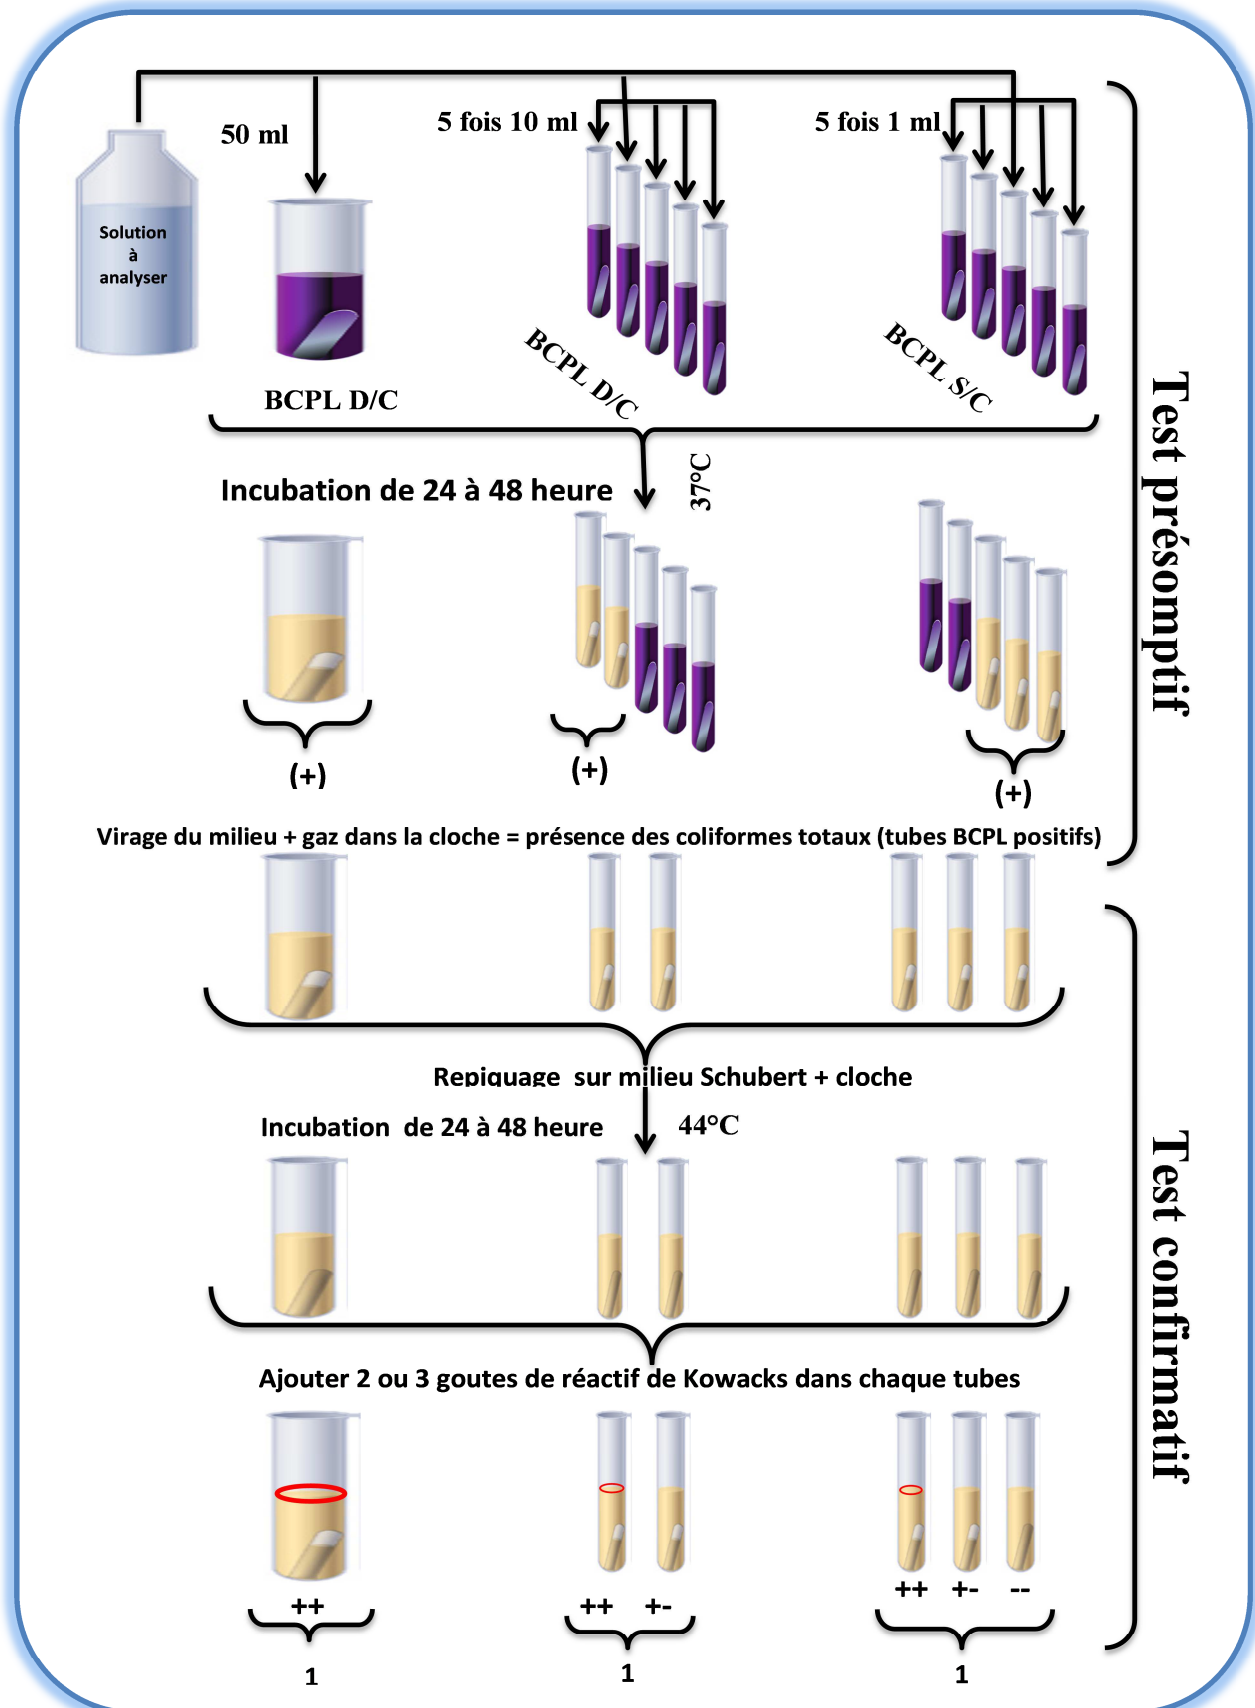 50 ml
5 fois 10 ml
5 fois 1 ml
Solution
à
analyser
BCPL D/C
BCPL D/C
BCPL S/C
Test présomptif
37°C
Incubation de 24 à 48 heure
(+)
(+)
(+)
Virage du milieu + gaz dans la cloche = présence des coliformes totaux (tubes BCPL positifs)
Repiquage sur milieu Schubert + cloche
Incubation de 24 à 48 heure
44°C
Test confirmatif
Ajouter 2 ou 3 goutes de réactif de Kowacks dans chaque tubes
++
++ +-
++ +- --
1
1
1